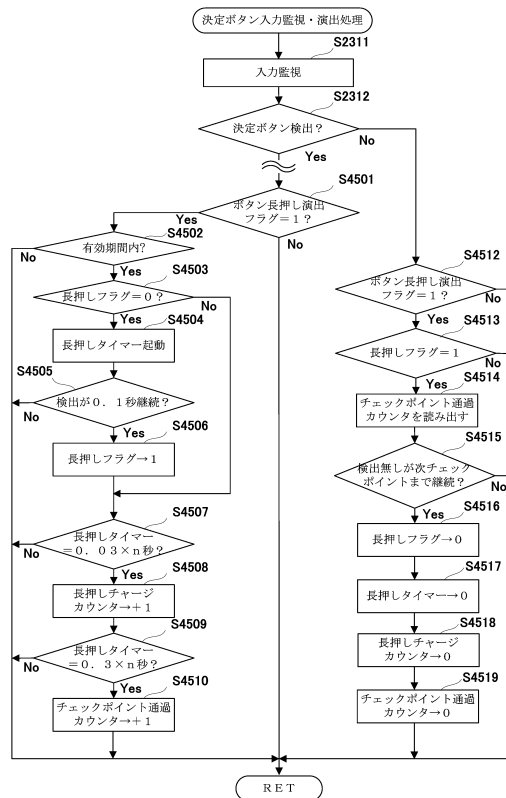 決定ボタン入力監視・演出処理
S2311
入力監視
S2312
決定ボタン検出？
No
Yes
S4501
ボタン長押し演出
フラグ＝１？
Yes
No
S4502
有効期間内？
No
Yes
S4503
長押しフラグ＝０？
No
Yes
S4504
長押しタイマー起動
S4505
検出が０．１秒継続？
No
Yes
S4506
長押しフラグ→１
S4507
長押しタイマー
＝０．０３×ｎ秒？
No
Yes
S4508
長押しチャージ
カウンタ→＋１
S4509
長押しタイマー
＝０．３×ｎ秒？
No
Yes
S4510
チェックポイント通過
カウンター→＋１
S4512
ボタン長押し演出
フラグ＝１？
No
Yes
S4513
長押しフラグ＝１
No
Yes
S4514
チェックポイント通過
カウンタを読み出す
S4515
検出無しが次チェック
ポイントまで継続？
No
Yes
S4516
長押しフラグ→０
S4517
長押しタイマー→０
S4518
長押しチャージ
カウンタ→０
S4519
チェックポイント通過
カウンター→０
ＲＥＴ